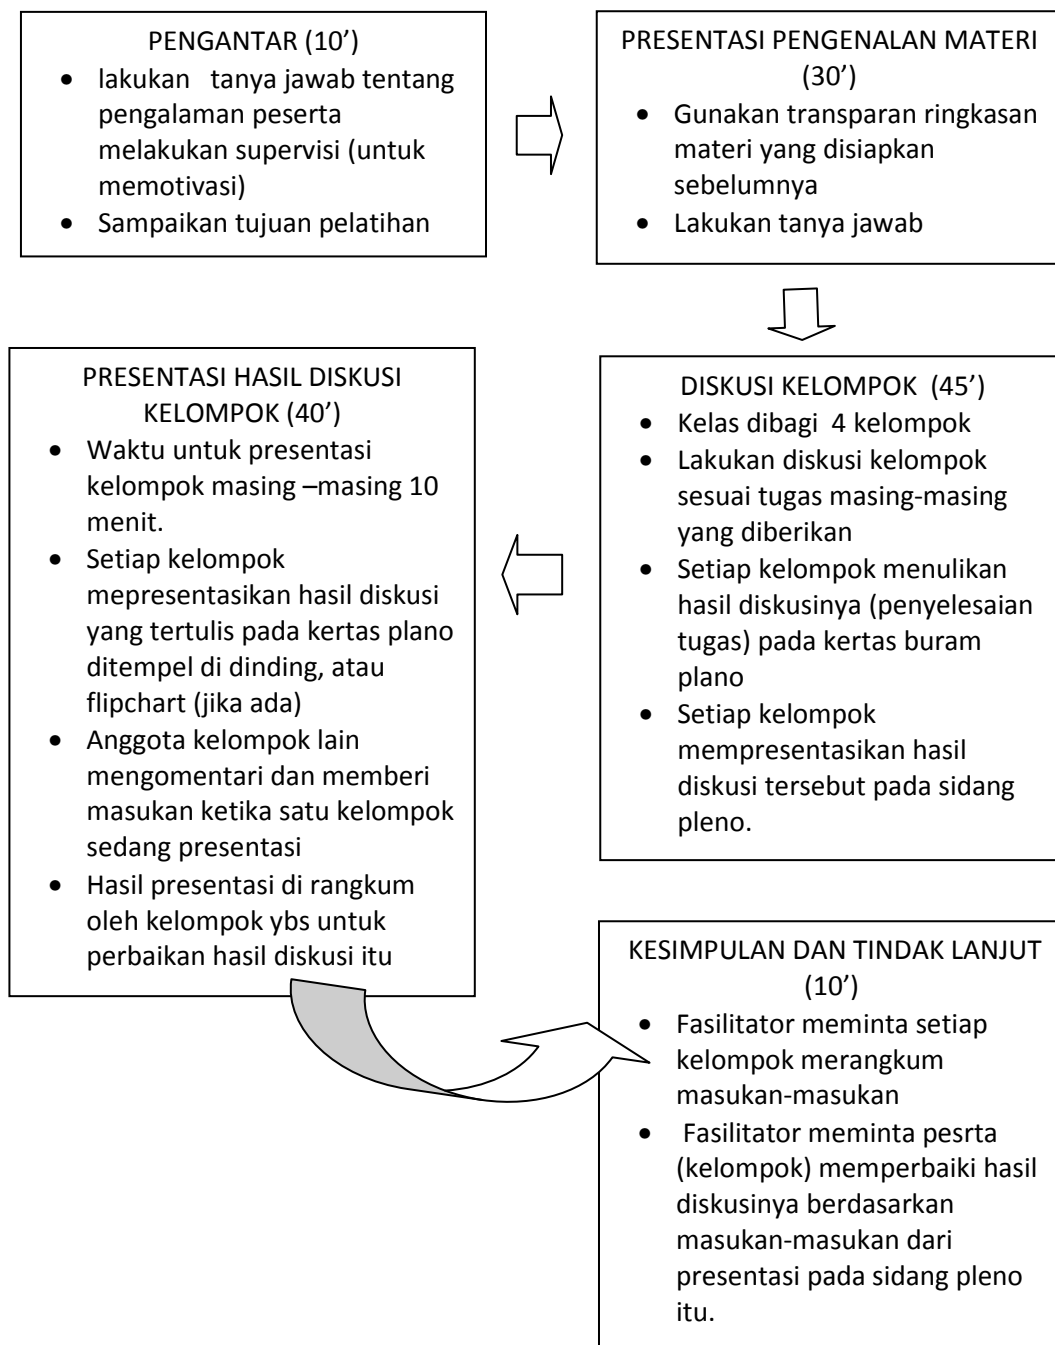 PENGANTAR (10’)
• lakukan   tanya jawab tentang
pengalaman peserta
melakukan supervisi (untuk
memotivasi)
• Sampaikan tujuan pelatihan
PRESENTASI PENGENALAN MATERI
(30’)
• Gunakan transparan ringkasan
materi yang disiapkan
sebelumnya
• Lakukan tanya jawab
DISKUSI KELOMPOK  (45’)
• Kelas dibagi  4 kelompok
• Lakukan diskusi kelompok
sesuai tugas masing-masing
yang diberikan
• Setiap kelompok menulikan
hasil diskusinya (penyelesaian
tugas) pada kertas buram
plano
• Setiap kelompok
mempresentasikan hasil
diskusi tersebut pada sidang
pleno.
PRESENTASI HASIL DISKUSI
KELOMPOK (40’)
• Waktu untuk presentasi
kelompok masing –masing 10
menit.
• Setiap kelompok
mepresentasikan hasil diskusi
yang tertulis pada kertas plano
ditempel di dinding, atau
flipchart (jika ada)
• Anggota kelompok lain
mengomentari dan memberi
masukan ketika satu kelompok
sedang presentasi
• Hasil presentasi di rangkum
oleh kelompok ybs untuk
perbaikan hasil diskusi itu
KESIMPULAN DAN TINDAK LANJUT
(10’)
• Fasilitator meminta setiap
kelompok merangkum
masukan-masukan
• Fasilitator meminta pesrta
(kelompok) memperbaiki hasil
diskusinya berdasarkan
masukan-masukan dari
presentasi pada sidang pleno
itu.